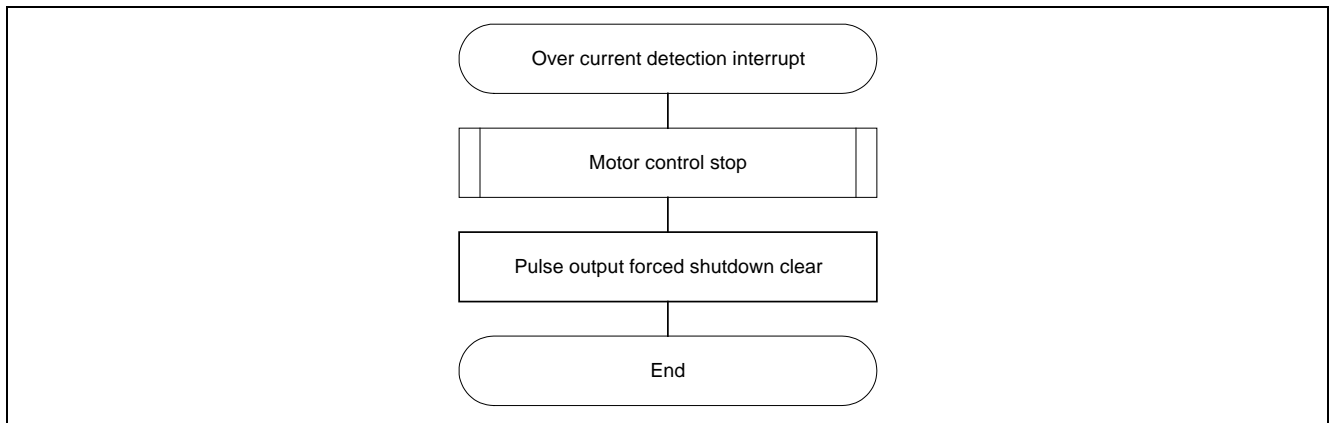 Over current detection interrupt
Motor control stop
Pulse output forced shutdown clear
End